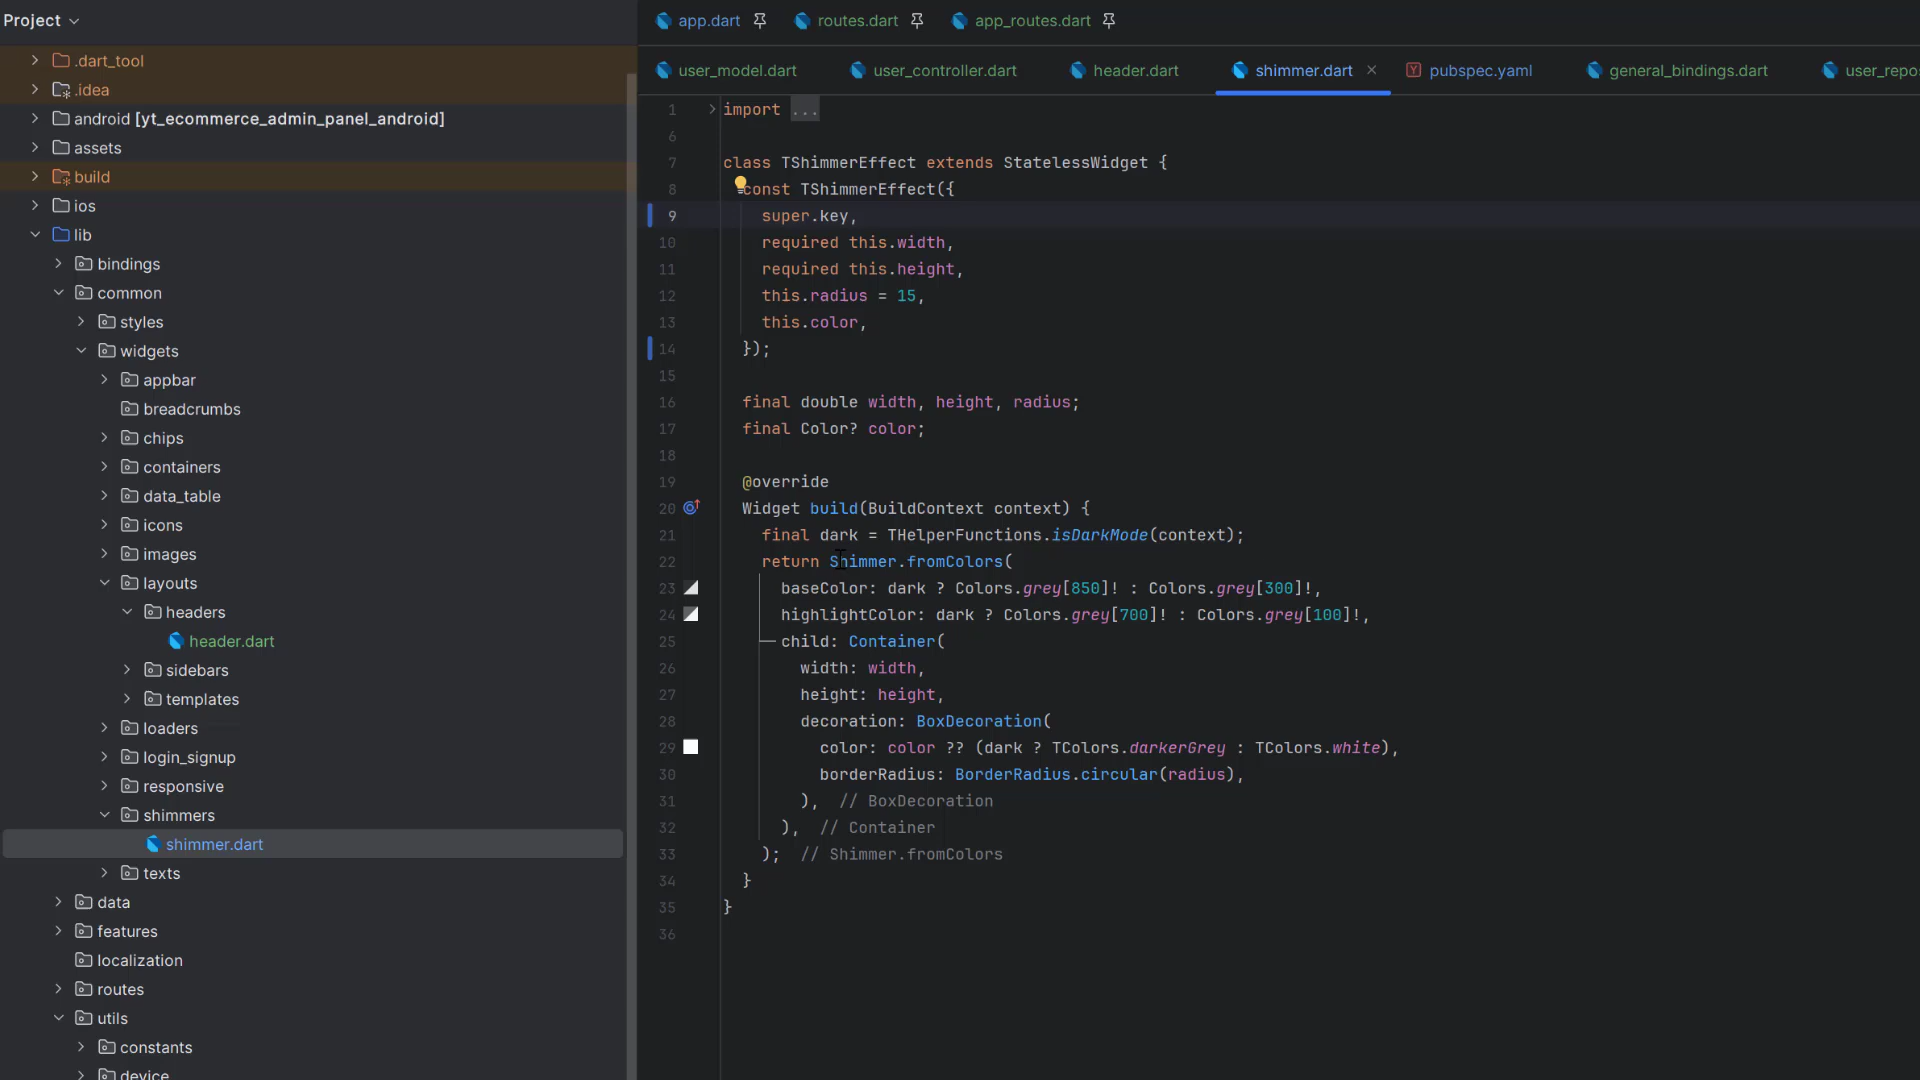 Project
.dart_tool
.idea
android [yt_ecommerce_admin_panel_android]
assets
build
ios
lib
bindings
common
styles
widgets
appbar
breadcrumbs
chips
containers
data_table
icons
images
layouts
headers
header.dart
sidebars
templates
loaders
login_signup
responsive
shimmers
shimmer.dart
texts
data
features
localization
routes
utils
constants
device
app.dart routes.dart app_routes.dart
user_model.dart user_controller.dart header.dart shimmer.dart pubspec.yaml general_bindings.dart user_repo
1 import ...
6
7 class TShimmerEffect extends StatelessWidget {
8 const TShimmerEffect({
9 super.key,
10 required this.width,
11 required this.height,
12 this.radius = 15,
13 this.color,
14 });
15
16 final double width, height, radius;
17 final Color? color;
18
19 @override
20 Widget build(BuildContext context) {
21 final dark = THelperFunctions.isDarkMode(context);
22 return Shimmer.fromColors(
23 baseColor: dark ? Colors.grey[850]! : Colors.grey[300]!,
24 highlightColor: dark ? Colors.grey[700]! : Colors.grey[100]!,
25 child: Container(
26 width: width,
27 height: height,
28 decoration: BoxDecoration(
29 color: color ?? (dark ? TColors.darkerGrey : TColors.white),
30 borderRadius: BorderRadius.circular(radius),
31 ), // BoxDecoration
32 ), // Container
33 ); // Shimmer.fromColors
34 }
35 }
36